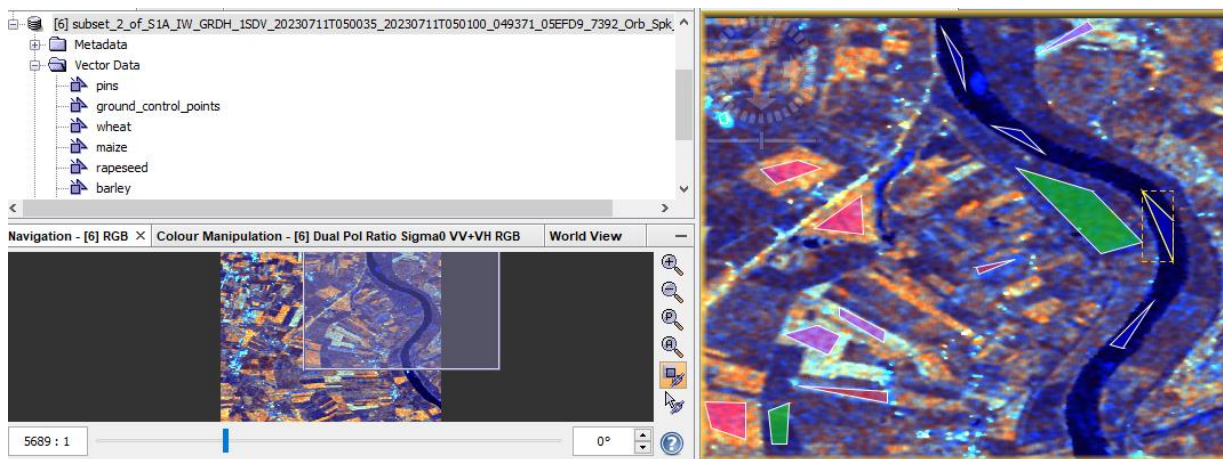 [6] subset_2_of_S1A_IW_GRDH_1SDV_20230711T050035_20230711T050100_049371_05EFD9_7392_Orb_Spk_
Metadata
Vector Data
pins
ground_control_points
wheat
maize
rapeseed
barley
Navigation - [6] RGB × Colour Manipulation - [6] Dual Pol Ratio Sigma0 VV+VH RGB World View
5689 : 1 0°